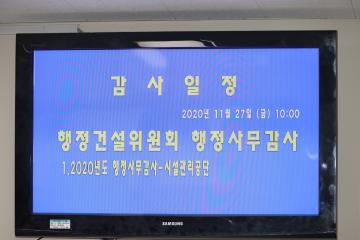 감 사 일 정
2020년 11월 27일 (금) 10:00
행정건설위원회 행정사무감사
1.2020년도 행정사무감사-시설관리공단
SAMSUNG